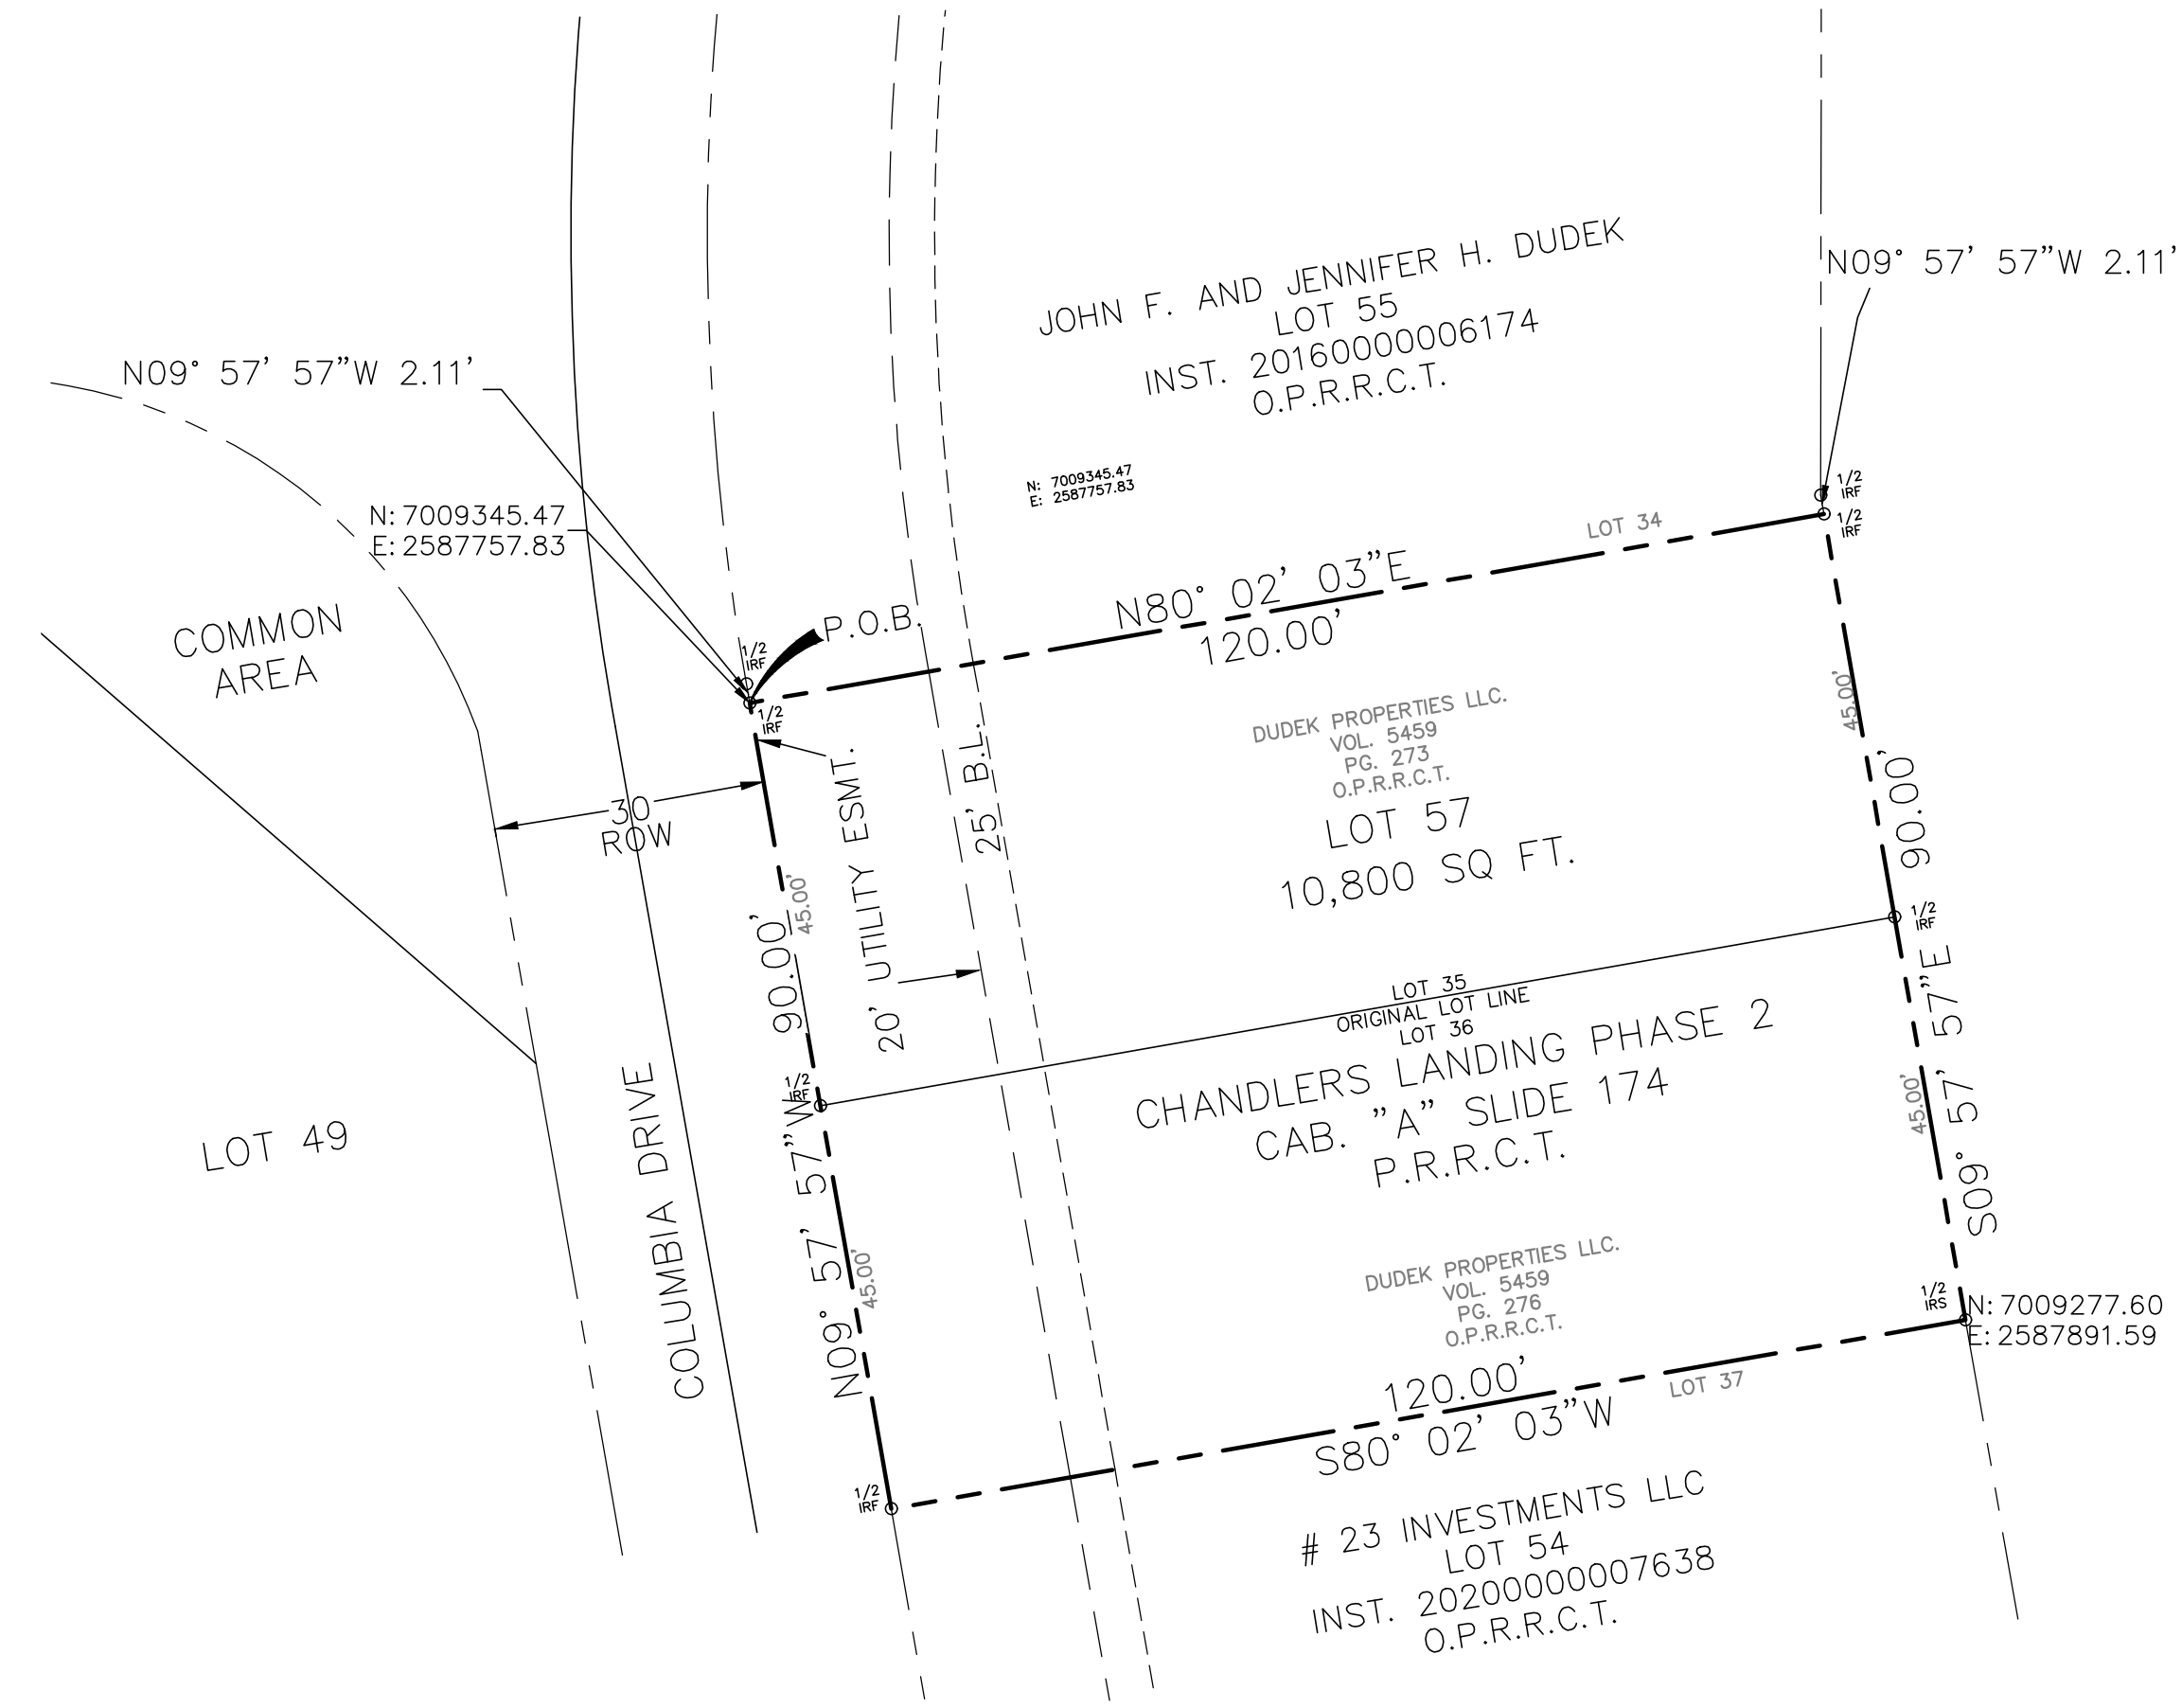 JOHN F. AND JENNIFER H. DUDEK
LOT 55
INST. 20160000006174
O.P.R.R.C.T.
N09° 57' 57"W 2.11'
N09° 57' 57"W 2.11'
N: 7009345.47
E: 2587757.83
N: 7009345.47
E: 2587757.83
1/2
IRF
1/2
IRF
LOT 34
N80° 02' 03"E
120.00'
COMMON
AREA
P.O.B.
1/2
IRF
1/2
IRF
30
ROW
20' UTILITY ESMT.
25' B.L.
DUDEK PROPERTIES LLC.
VOL. 5459
PG. 273
O.P.R.R.C.T.
LOT 57
10,800 SQ FT.
45.00'
45.00'
N09° 57' 57"W 90.00'
S09° 57' 57"E 90.00'
1/2
IRF
1/2
IRF
LOT 35
ORIGINAL LOT LINE
LOT 36
CHANDLERS LANDING PHASE 2
CAB. "A" SLIDE 174
P.R.R.C.T.
LOT 49
COLUMBIA DRIVE
45.00'
45.00'
DUDEK PROPERTIES LLC.
VOL. 5459
PG. 276
O.P.R.R.C.T.
1/2
IRS
N: 7009277.60
E: 2587891.59
120.00'
S80° 02' 03"W
LOT 37
1/2
IRF
# 23 INVESTMENTS LLC
LOT 54
INST. 20200000007638
O.P.R.R.C.T.